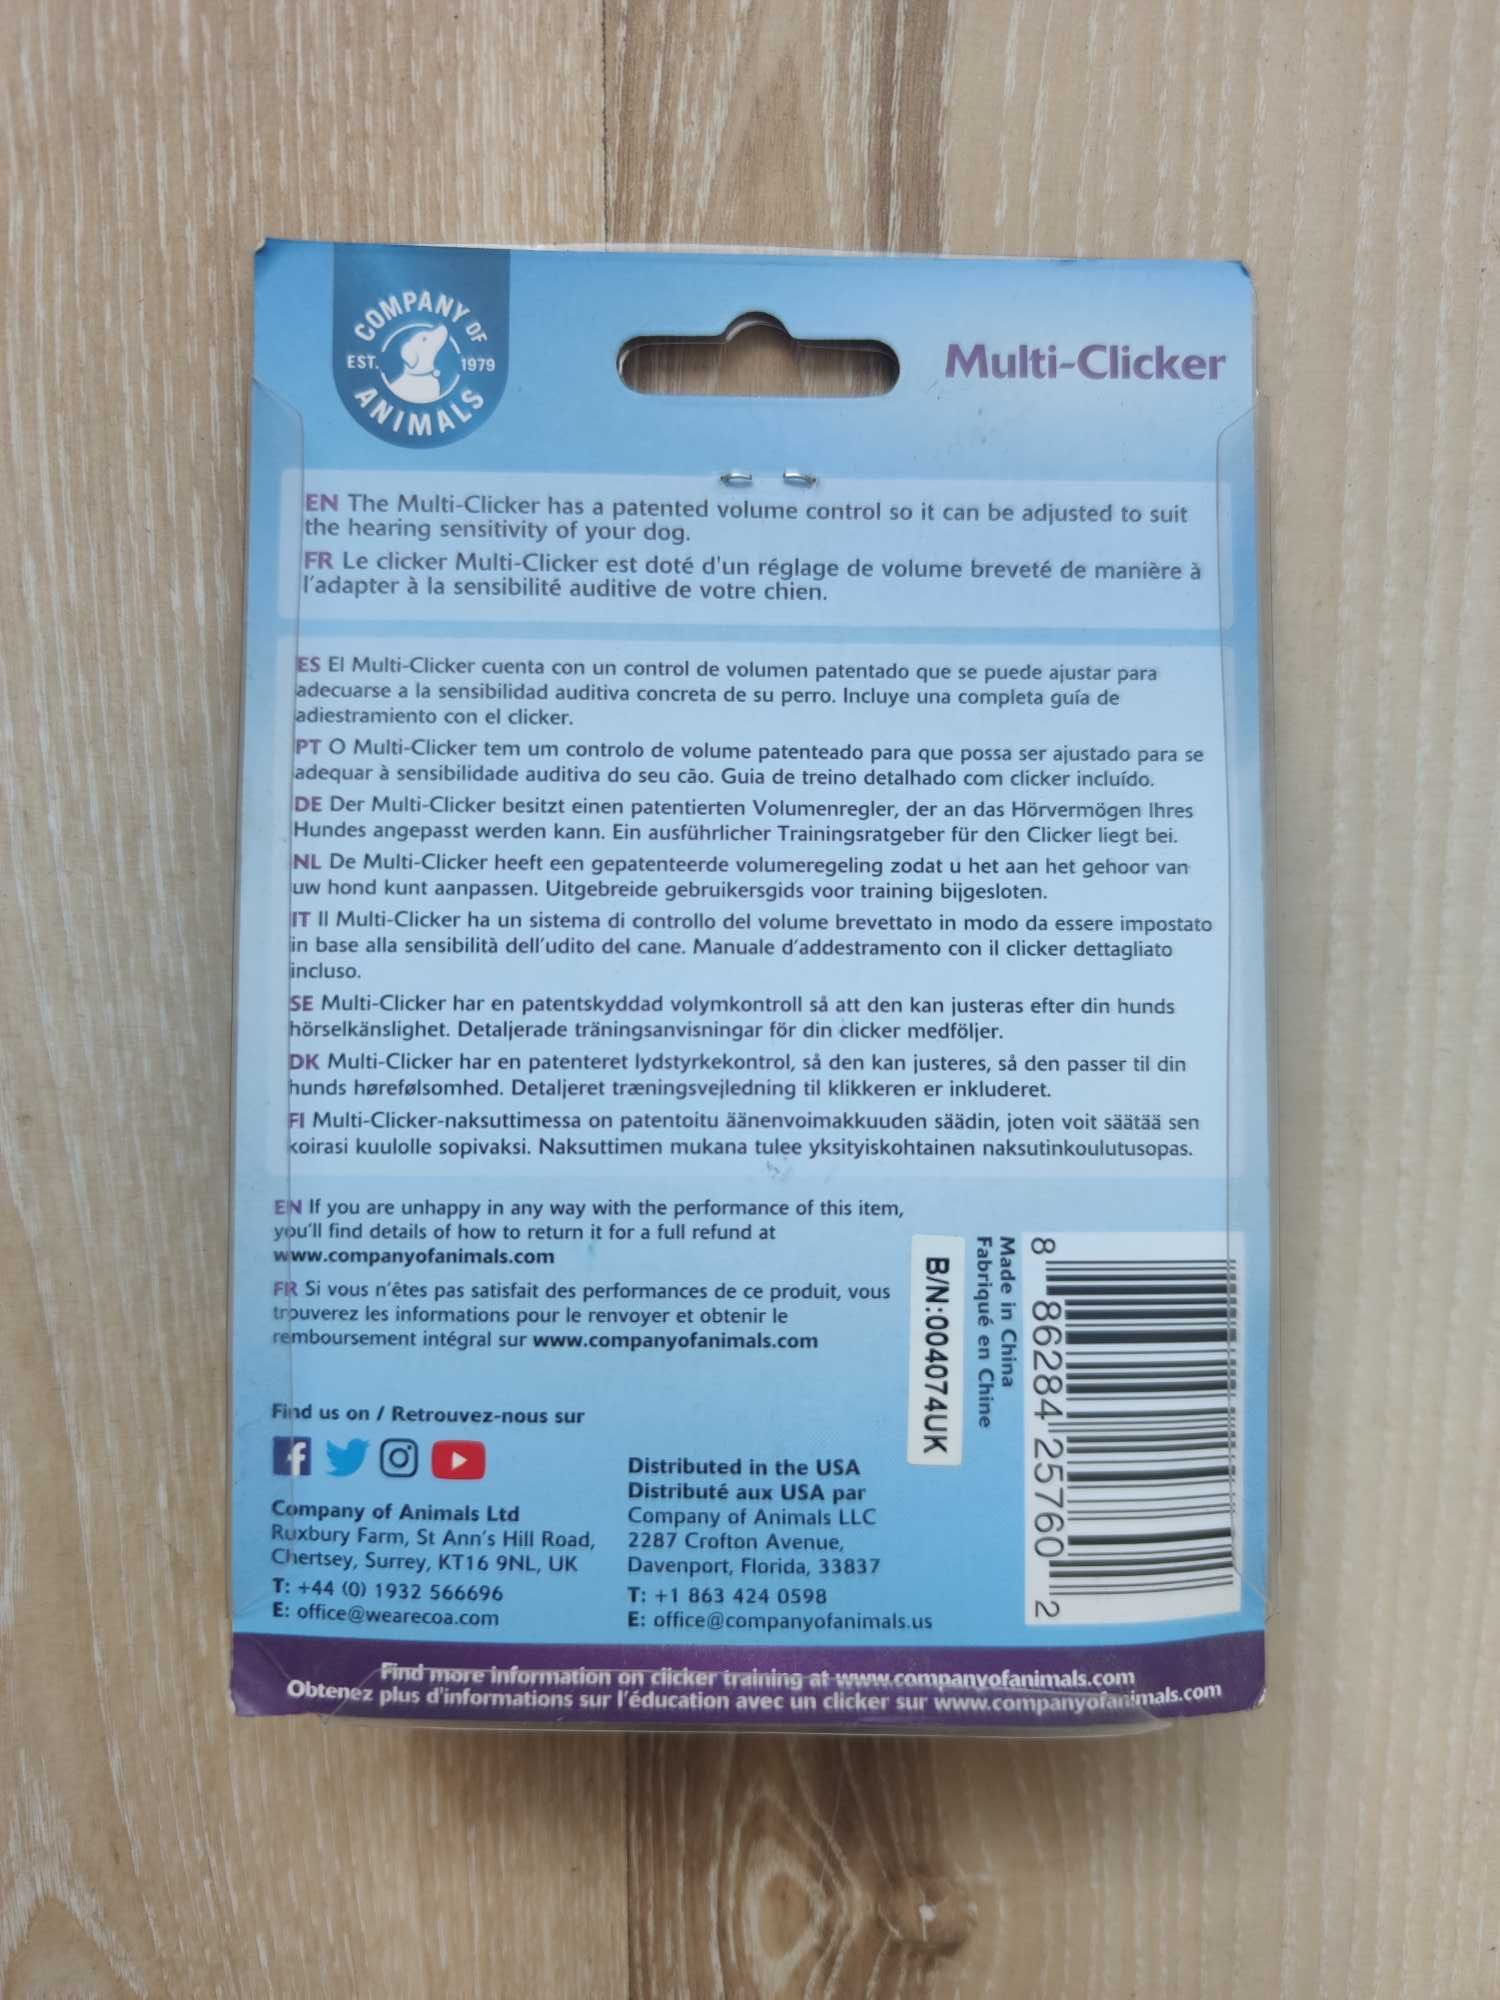 COMPANY OF
EST. 1979
ANIMALS
Multi-Clicker
EN The Multi-Clicker has a patented volume control so it can be adjusted to suit
the hearing sensitivity of your dog.
FR Le clicker Multi-Clicker est doté d'un réglage de volume breveté de manière à
l'adapter à la sensibilité auditive de votre chien.
ES El Multi-Clicker cuenta con un control de volumen patentado que se puede ajustar para
adecuarse a la sensibilidad auditiva concreta de su perro. Incluye una completa guía de
adiestramiento con el clicker.
PT O Multi-Clicker tem um controlo de volume patenteado para que possa ser ajustado para se
adequar à sensibilidade auditiva do seu cão. Guia de treino detalhado com clicker incluído.
DE Der Multi-Clicker besitzt einen patentierten Volumenregler, der an das Hörvermögen Ihres
Hundes angepasst werden kann. Ein ausführlicher Trainingsratgeber für den Clicker liegt bei.
NL De Multi-Clicker heeft een gepatenteerde volumeregeling zodat u het aan het gehoor van
uw hond kunt aanpassen. Uitgebreide gebruikersgids voor training bijgesloten.
IT Il Multi-Clicker ha un sistema di controllo del volume brevettato in modo da essere impostato
in base alla sensibilità dell'udito del cane. Manuale d'addestramento con il clicker dettagliato
incluso.
SE Multi-Clicker har en patentskyddad volymkontroll så att den kan justeras efter din hunds
hörselkänslighet. Detaljerade träningsanvisningar för din clicker medföljer.
DK Multi-Clicker har en patenteret lydstyrkekontrol, så den kan justeres, så den passer til din
hunds hørefølsomhed. Detaljeret træningsvejledning til klikkeren er inkluderet.
FI Multi-Clicker-naksuttimessa on patentoitu äänenvoimakkuuden säädin, joten voit säätää sen
koirasi kuulolle sopivaksi. Naksuttimen mukana tulee yksityiskohtainen naksutinkoulutusopas.
EN If you are unhappy in any way with the performance of this item,
you'll find details of how to return it for a full refund at
www.companyofanimals.com
FR Si vous n'êtes pas satisfait des performances de ce produit, vous
trouverez les informations pour le renvoyer et obtenir le
remboursement intégral sur www.companyofanimals.com
B/N:004074UK
Made in China
Fabriqué en Chine
8 86284 25760 2
Find us on / Retrouvez-nous sur
Company of Animals Ltd
Ruxbury Farm, St Ann's Hill Road,
Chertsey, Surrey, KT16 9NL, UK
T: +44 (0) 1932 566696
E: office@wearecoa.com
Distributed in the USA
Distribué aux USA par
Company of Animals LLC
2287 Crofton Avenue,
Davenport, Florida, 33837
T: +1 863 424 0598
E: office@companyofanimals.us
Find more information on clicker training at www.companyofanimals.com
Obtenez plus d'informations sur l'éducation avec un clicker sur www.companyofanimals.com